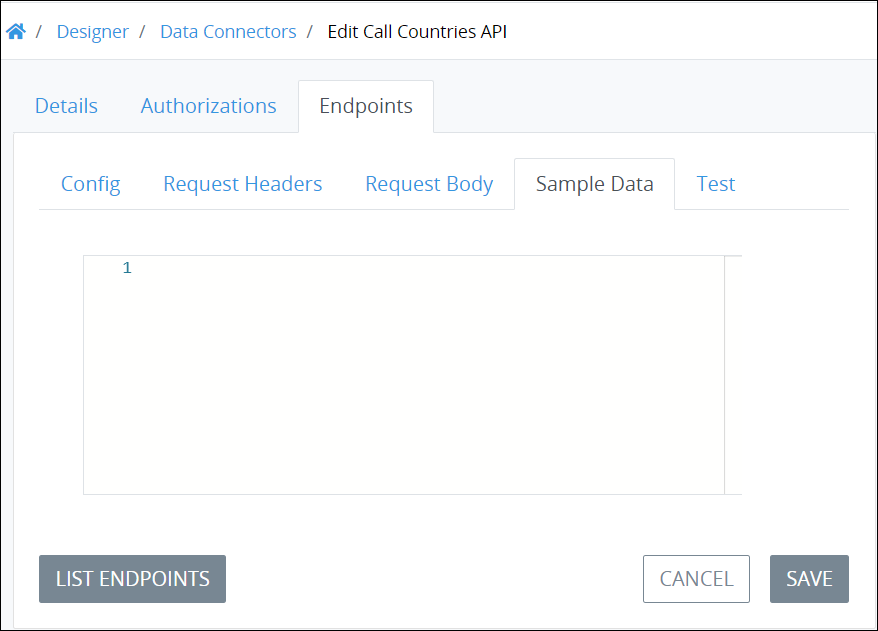 / Designer / Data Connectors / Edit Call Countries API
Details Authorizations Endpoints
Config Request Headers Request Body Sample Data Test
1
LIST ENDPOINTS CANCEL SAVE